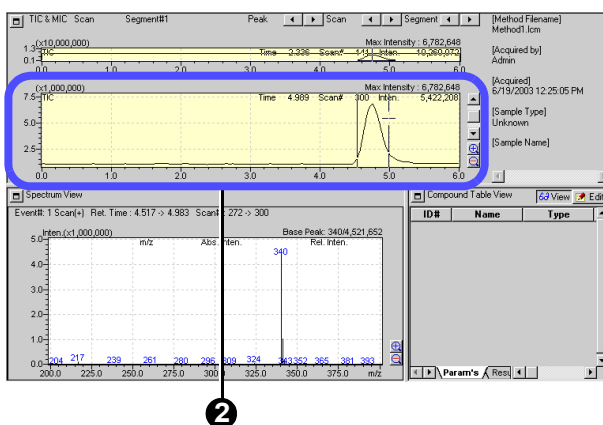 TIC & MIC Scan Segment#1 Peak Scan Segment
[Method Filename]
Method1.lcm
[Acquired by]
Admin
[Acquired]
6/19/2003 12:25:05 PM
[Sample Type]
Unknown
[Sample Name]
(x10,000,000) Max Intensity : 6,782,648
1.3 TIC Time 2.336 Scan# 141 Inten. 10,360,972
0.1
0.0 1.0 2.0 3.0 4.0 5.0 6.0
(x1,000,000) Max Intensity : 6,782,648
7.5 TIC Time 4.989 Scan# 300 Inten. 5,422,208
5.0
2.5
0.0 1.0 2.0 3.0 4.0 5.0 6.0
Spectrum View
Event#: 1 Scan(+) Ret. Time : 4.517 -> 4.983 Scan# : 272 -> 300
Inten.(x1,000,000) Base Peak: 340/4,521,652
5.0 m/z Abs. Inten. Rel. Inten.
340
4.0
3.0
2.0
1.0
0.0 204 217 239 261 280 296 309 324 343 352 365 381 393
200.0 225.0 250.0 275.0 300.0 325.0 350.0 375.0 m/z
Compound Table View View Edit
ID# Name Type
Param's Resu
2